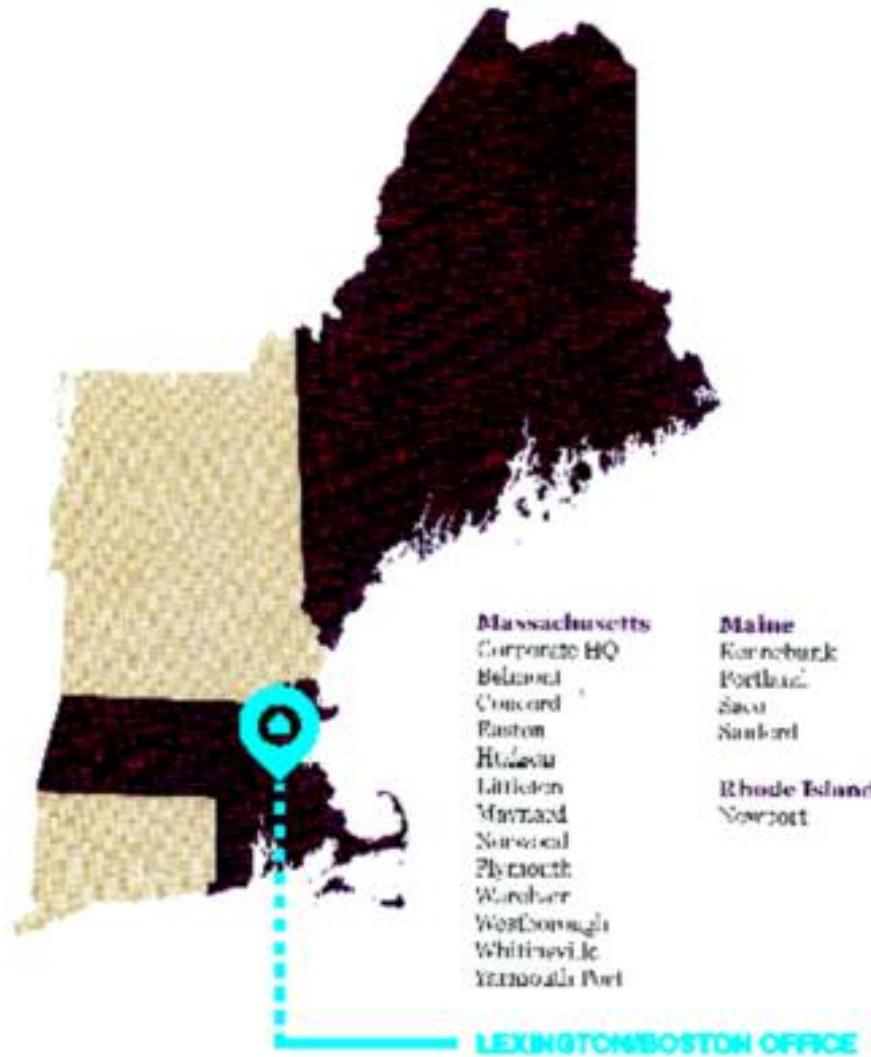 Massachusetts
Corporate HQ
Belmont
Concord
Easton
Hudson
Littleton
Maynard
Norwood
Plymouth
Wareham
Westborough
Whitinsville
Yarmouth Port
Maine
Kennebunk
Portland
Saco
Sanford
Rhode Island
Newport
LEXINGTON/BOSTON OFFICE